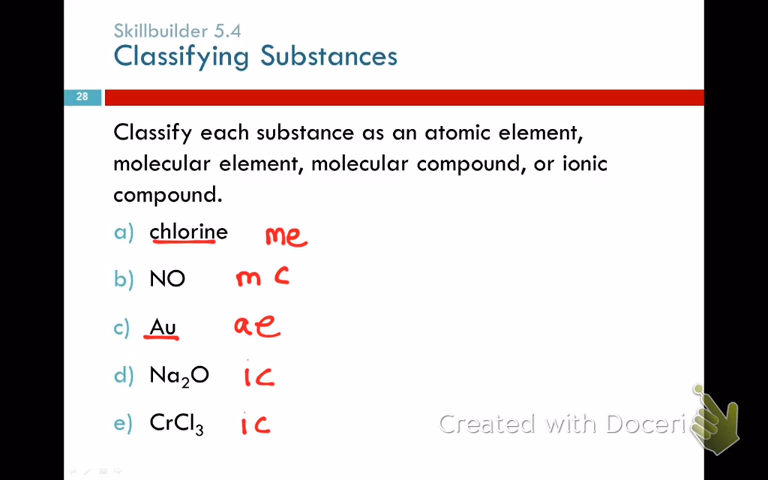 Skillbuilder 5.4
Classifying Substances
28
Classify each substance as an atomic element,
molecular element, molecular compound, or ionic
compound.
a) chlorine me
b) NO mc
c) Au ae
d) Na₂O ic
e) CrCl₃ ic
Created with Doceri